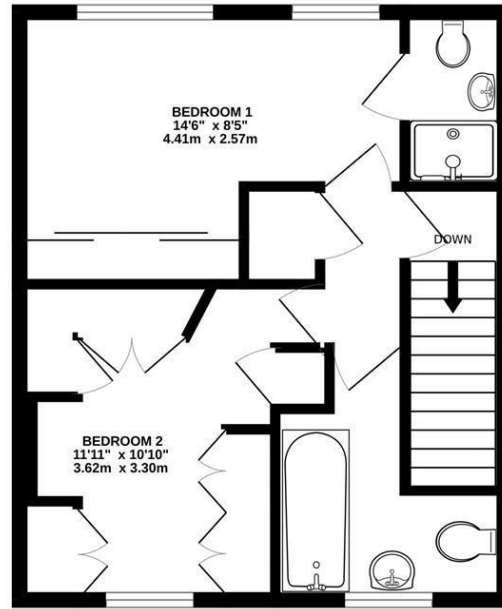 BEDROOM 1
14'6" x 8'5"
4.41m x 2.57m
DOWN
BEDROOM 2
11'11" x 10'10"
3.62m x 3.30m